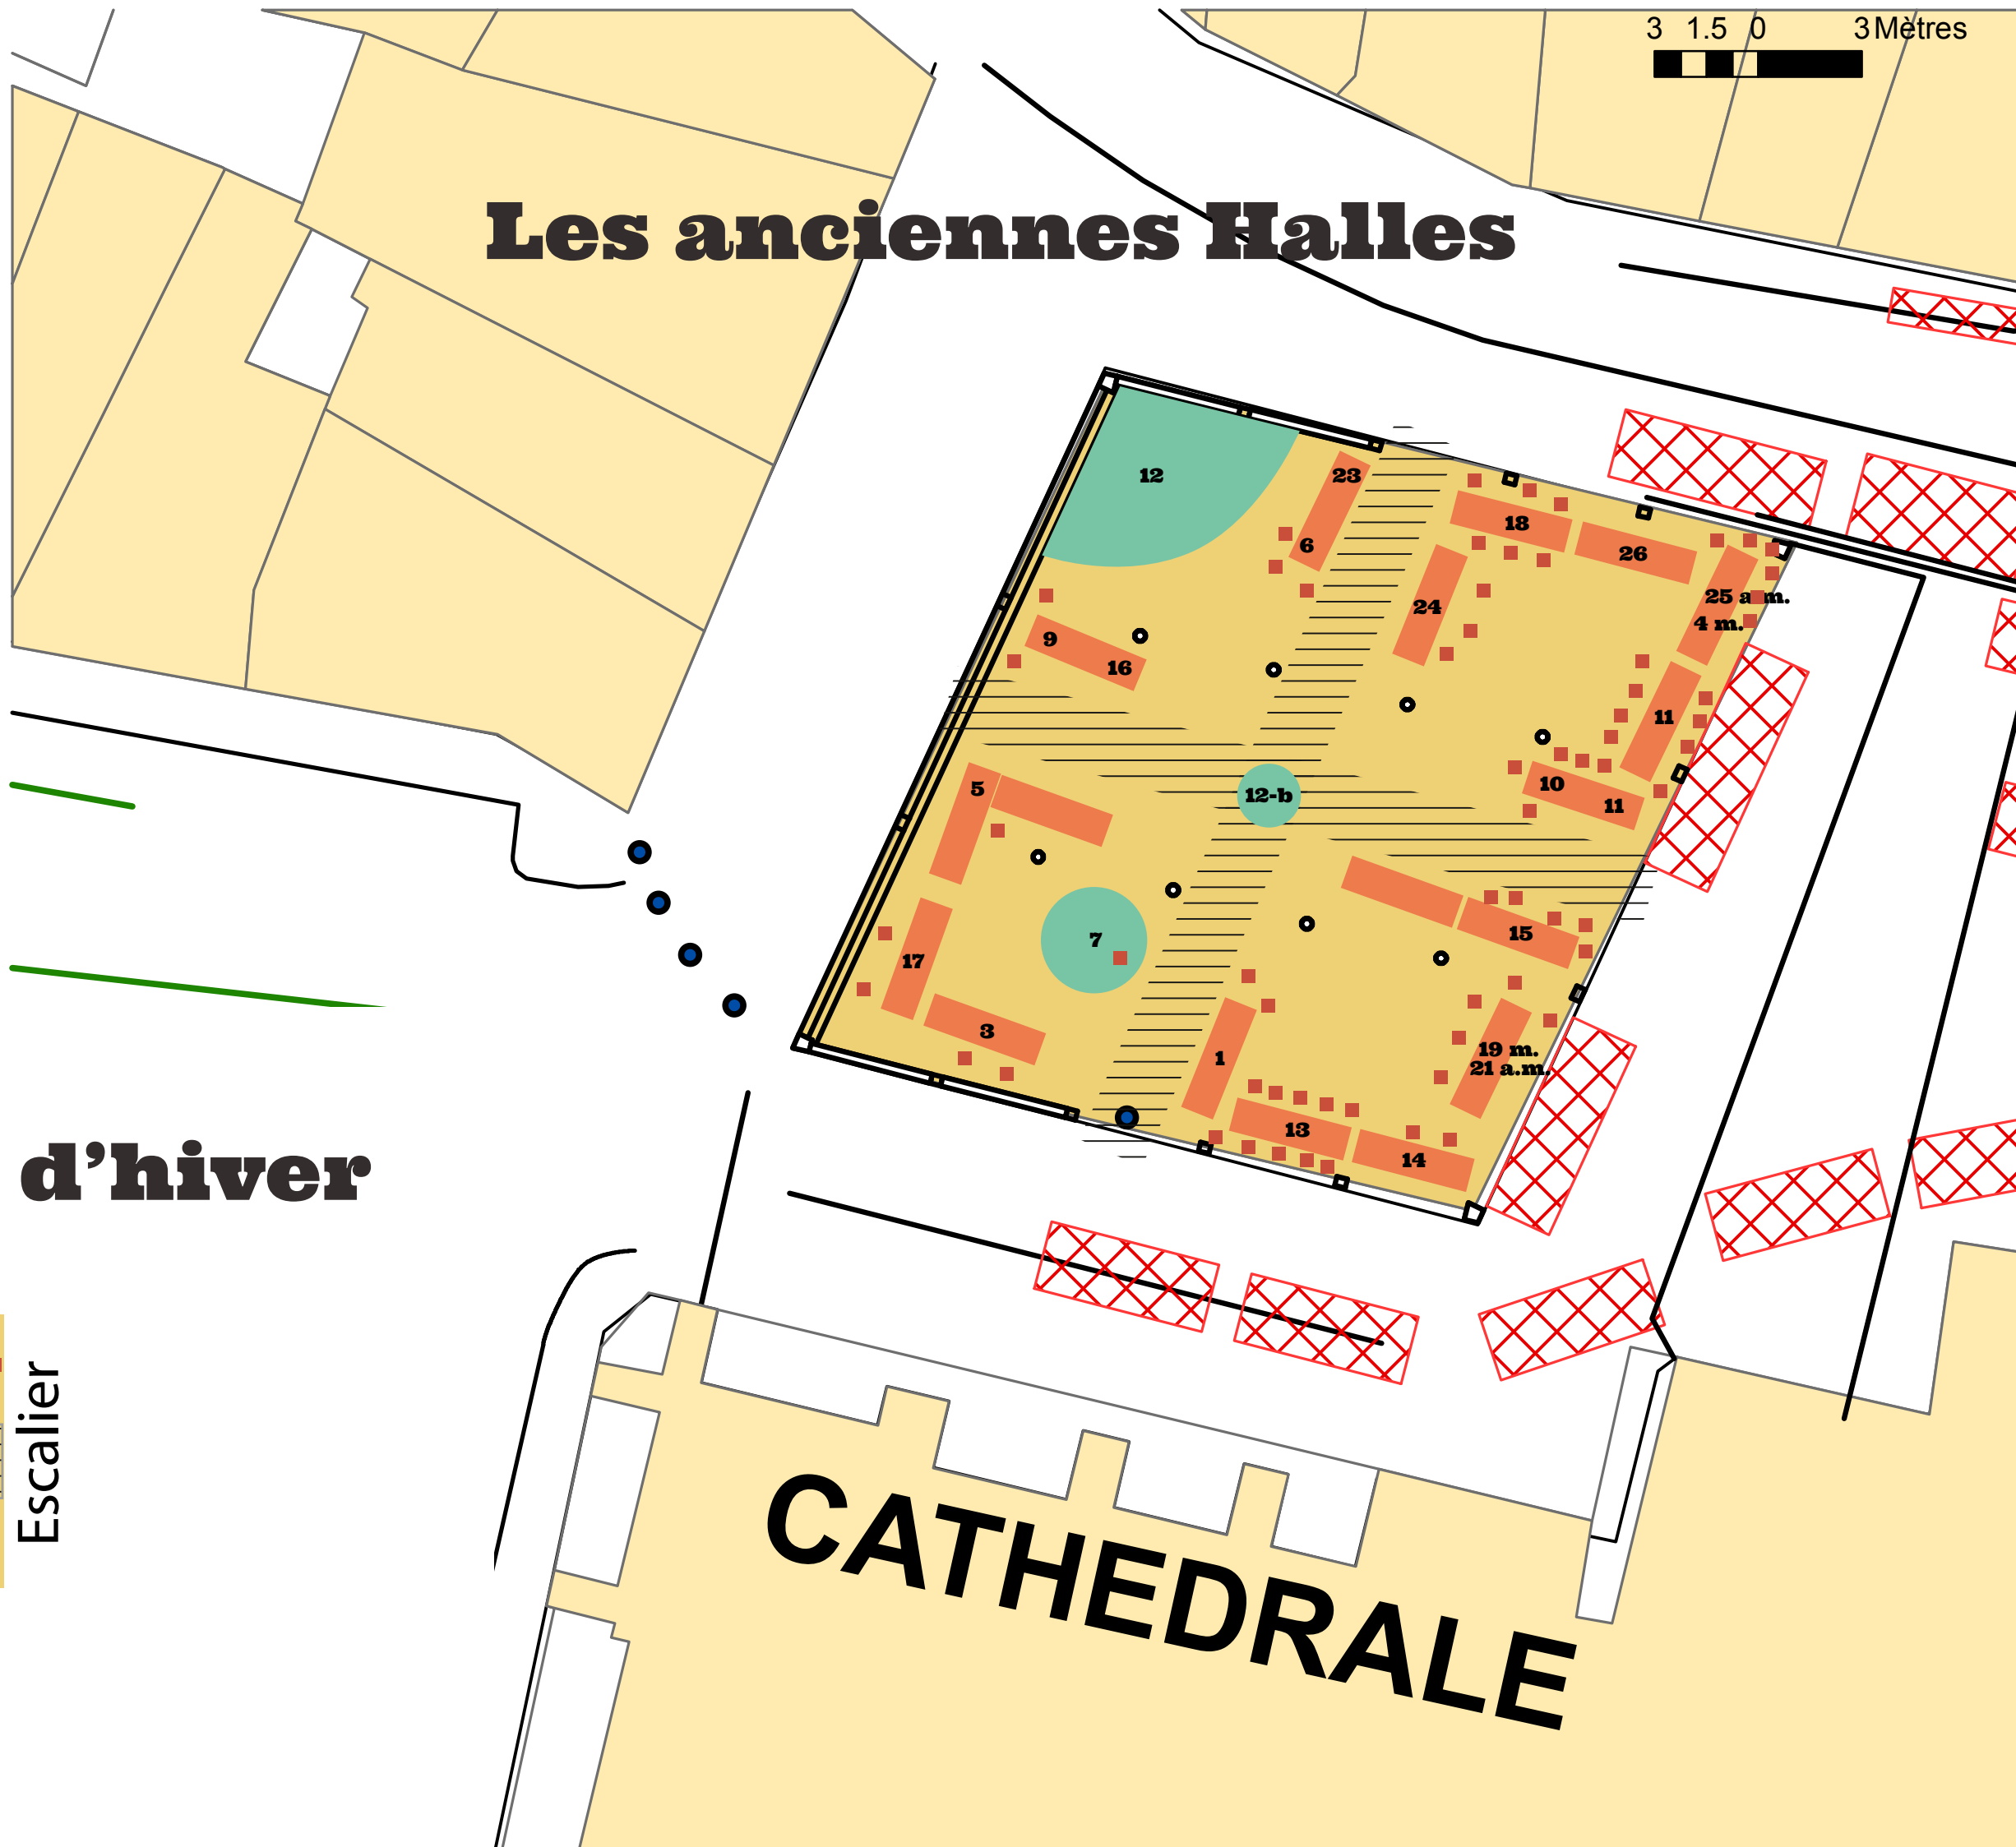 3 1.5 0 3 Mètres
Les anciennes Halles
12
23
6
18
26
24
25 a.m.
4 m.
9
16
11
10
11
5
12-b
7
15
17
3
1
19 m.
21 a.m.
13
14
d'hiver
Escalier
CATHEDRALE